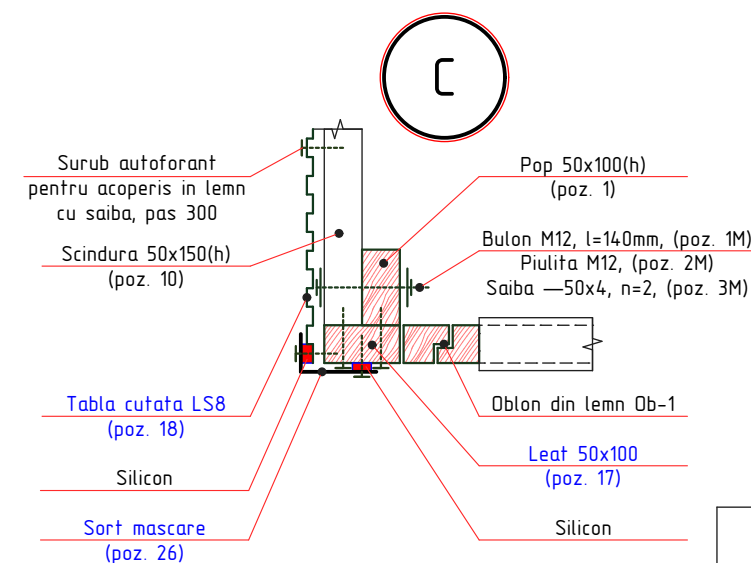 C
Surub autoforant
pentru acoperis in lemn
cu saiba, pas 300
Scindura 50x150(h)
(poz. 10)
Tabla cutata LS8
(poz. 18)
Silicon
Sort mascare
(poz. 26)
Pop 50x100(h)
(poz. 1)
Bulon M12, l=140mm, (poz. 1M)
Piulita M12, (poz. 2M)
Saiba —50x4, n=2, (poz. 3M)
Oblon din lemn Ob-1
Leat 50x100
(poz. 17)
Silicon